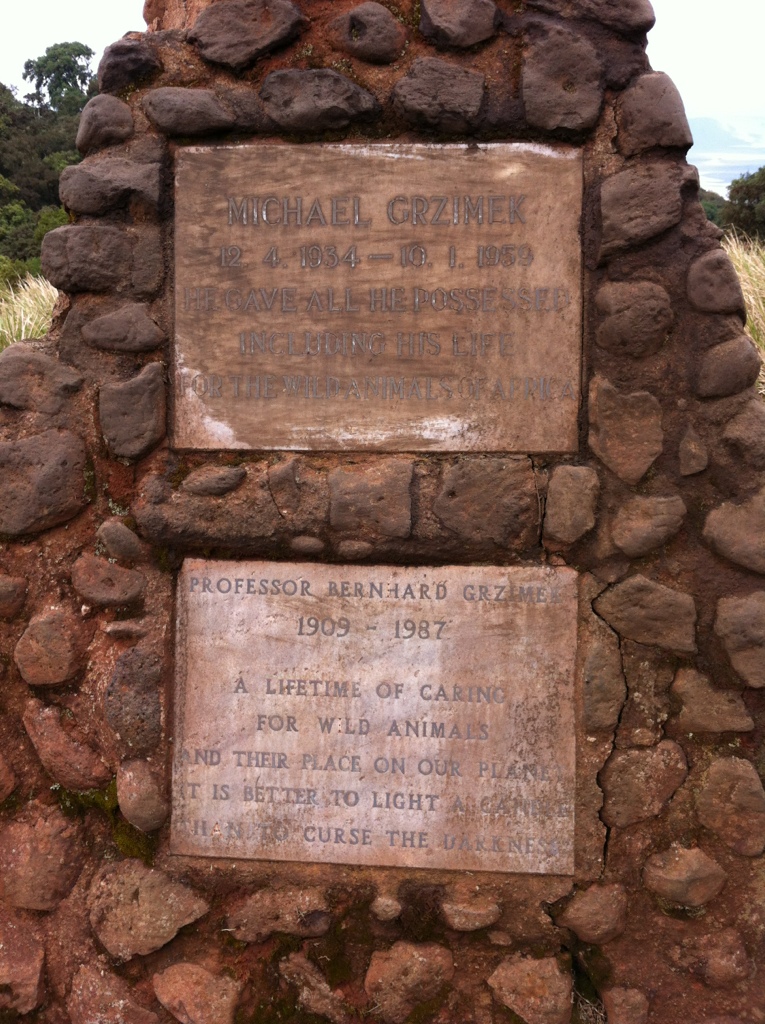 MICHAEL GRZIMEK
12. 4. 1934 — 10. 1. 1959
HE GAVE ALL HE POSSESSED
INCLUDING HIS LIFE
FOR THE WILD ANIMALS OF AFRICA
PROFESSOR BERNHARD GRZIMEK
1909 - 1987
A LIFETIME OF CARING
FOR WILD ANIMALS
AND THEIR PLACE ON OUR PLANET
IT IS BETTER TO LIGHT A CANDLE
THAN TO CURSE THE DARKNESS